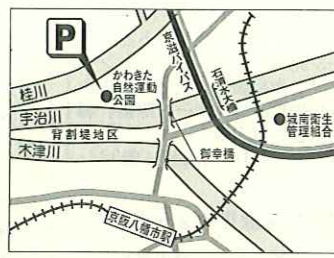 P
京滋バイパス
石清水大橋
かわきた
自然運動
公園
桂川
宇治川
背割堤地区
木津川
御幸橋
城南衛生
管理組合
京阪八幡市駅